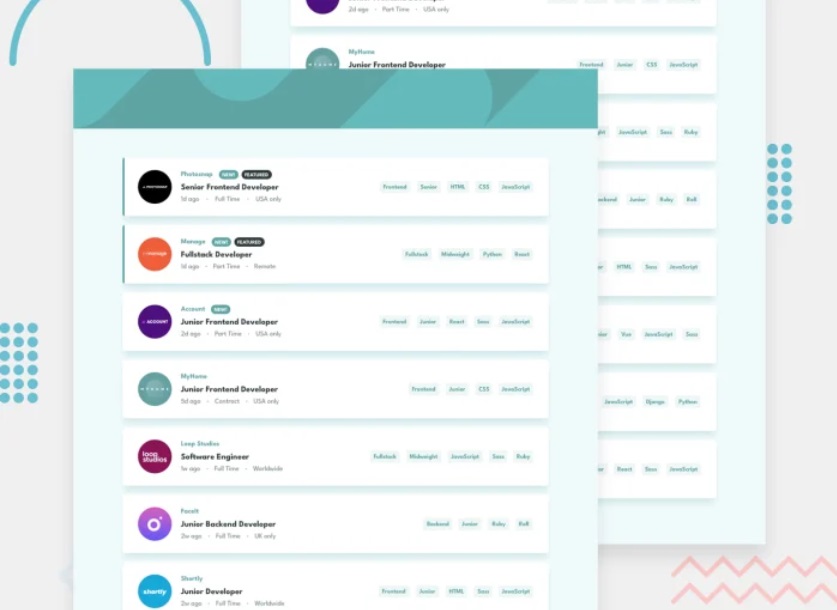 2d ago • Part Time • USA only
MyHome
Junior Frontend Developer
Frontend Junior CSS JavaScript
Photosnap NEW! FEATURED
Senior Frontend Developer
1d ago • Full Time • USA only
Frontend Senior HTML CSS JavaScript
manage
Manage NEW! FEATURED
Fullstack Developer
1d ago • Part Time • Remote
Fullstack Midweight Python React
ACCOUNT
Account NEW!
Junior Frontend Developer
2d ago • Part Time • USA only
Frontend Junior React Sass JavaScript
MyHome
Junior Frontend Developer
5d ago • Contract • USA only
Frontend Junior CSS JavaScript
loop
studios
Loop Studios
Software Engineer
1w ago • Full Time • Worldwide
Fullstack Midweight JavaScript Sass Ruby
FaceIt
Junior Backend Developer
2w ago • Full Time • UK only
Backend Junior Ruby RoR
shortly
Shortly
Junior Developer
2w ago • Full Time • Worldwide
Frontend Junior HTML Sass JavaScript
JavaScript Sass Ruby
Junior Ruby RoR
HTML Sass JavaScript
Vue JavaScript Sass
JavaScript Django Python
React Sass JavaScript